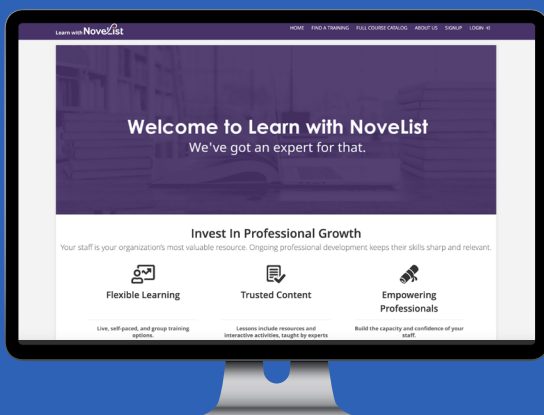 Learn with NoveList
HOME FIND A TRAINING FULL COURSE CATALOG ABOUT US SIGNUP LOGIN
Welcome to Learn with NoveList
We've got an expert for that.
Invest In Professional Growth
Your staff is your organization's most valuable resource. Ongoing professional development keeps their skills sharp and relevant.
Flexible Learning
Trusted Content
Empowering
Professionals
Live, self-paced, and group training
options.
Lessons include resources and
interactive activities, taught by experts
Build the capacity and confidence of your
staff.